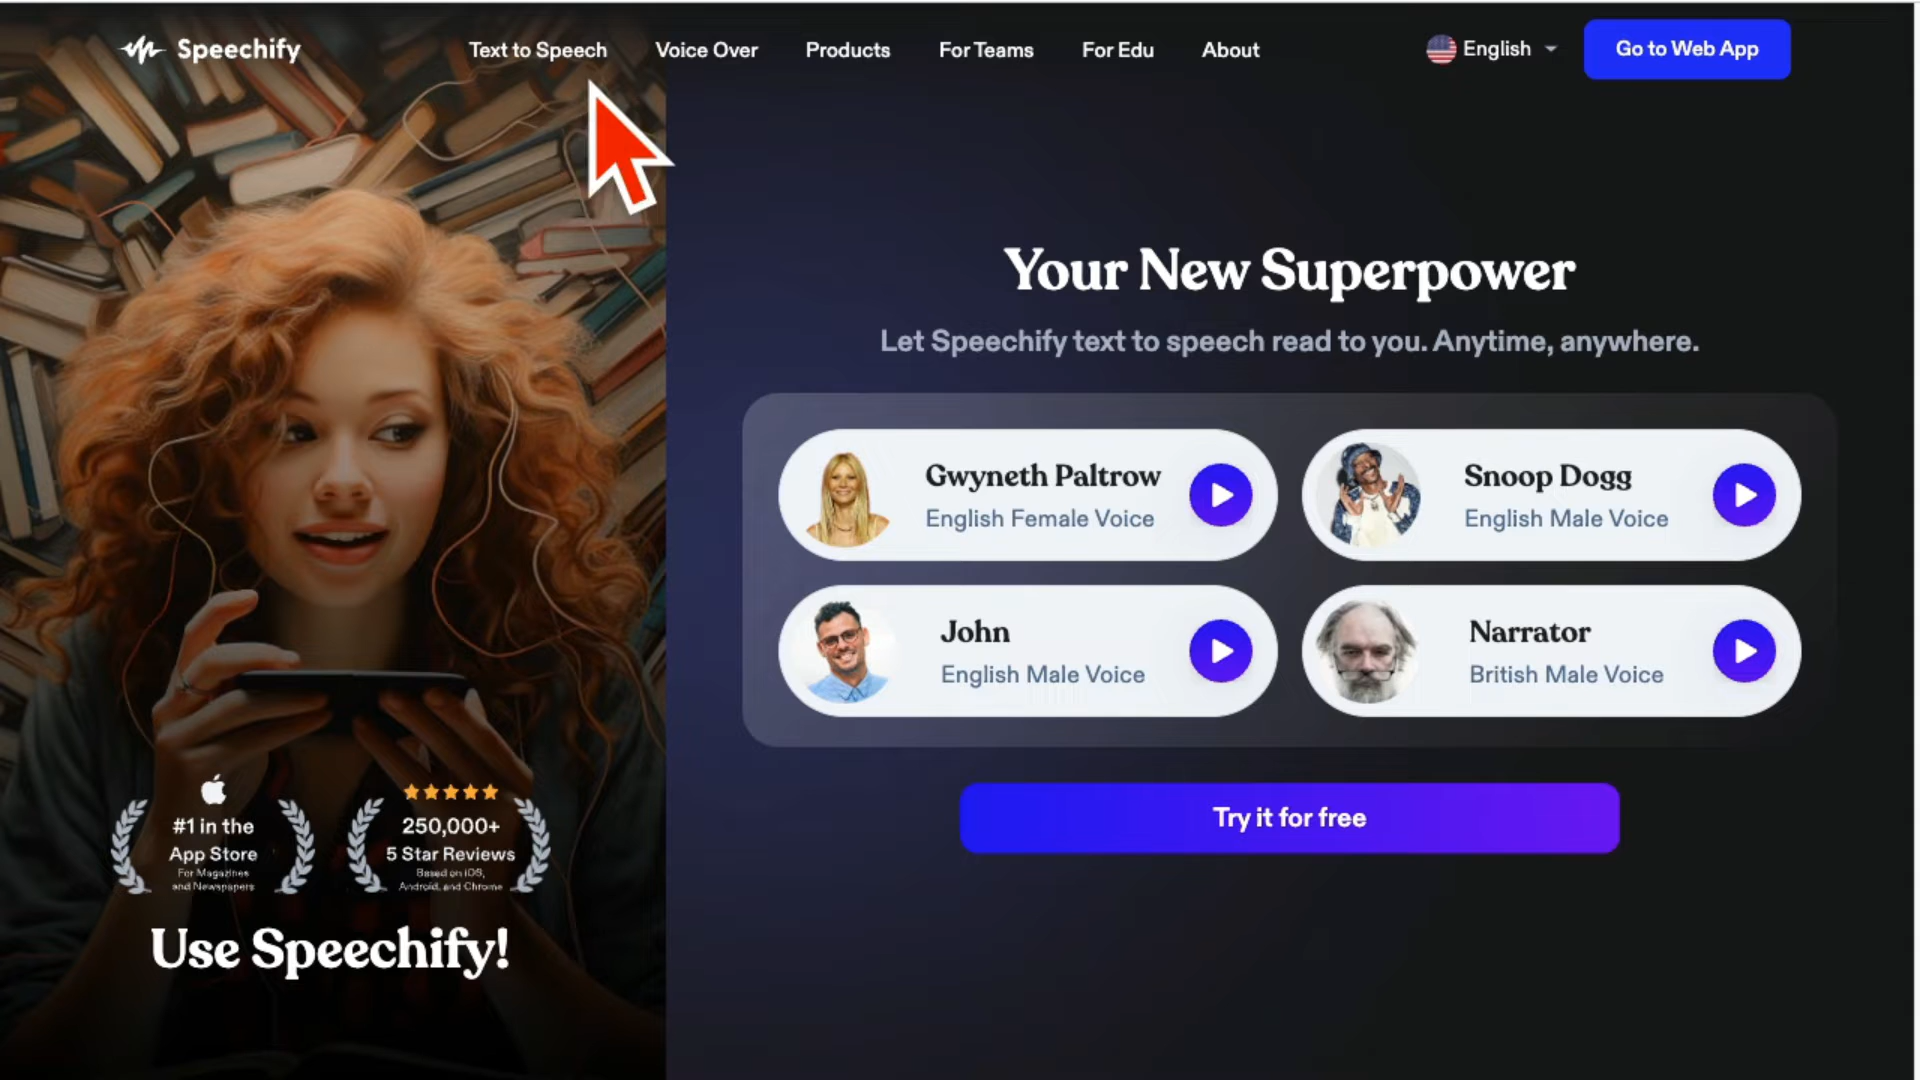 Speechify
Text to Speech
Voice Over
Products
For Teams
For Edu
About
English
Go to Web App
Your New Superpower
Let Speechify text to speech read to you. Anytime, anywhere.
Gwyneth Paltrow
English Female Voice
Snoop Dogg
English Male Voice
John
English Male Voice
Narrator
British Male Voice
Try it for free
#1 in the
App Store
For Magazines
and Newspapers
250,000+
5 Star Reviews
Based on iOS,
Android, and Chrome
Use Speechify!